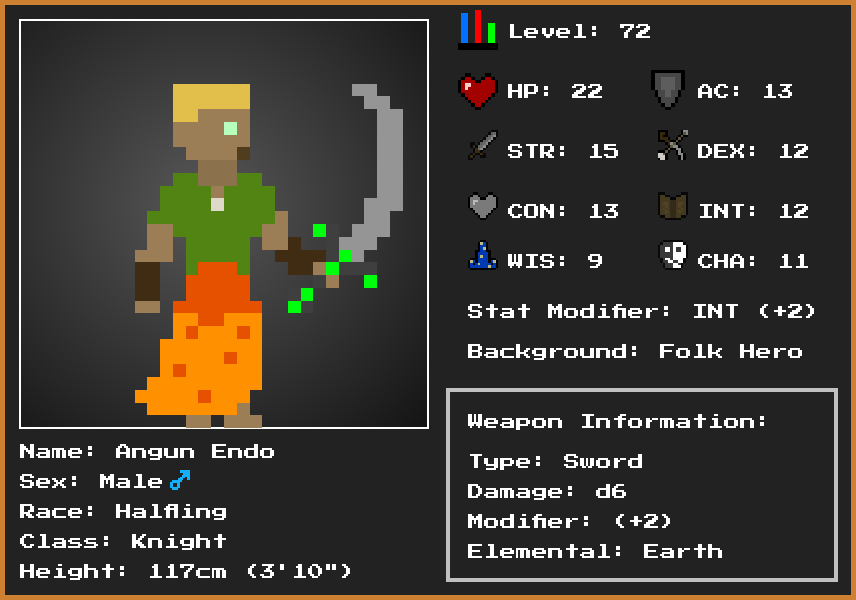 Level: 72
HP: 22
AC: 13
STR: 15
DEX: 12
CON: 13
INT: 12
WIS: 9
CHA: 11
Stat Modifier: INT (+2)
Background: Folk Hero
Weapon Information:
Type: Sword
Damage: d6
Modifier: (+2)
Elemental: Earth
Name: Angun Endo
Sex: Male♂
Race: Halfling
Class: Knight
Height: 117cm (3'10")